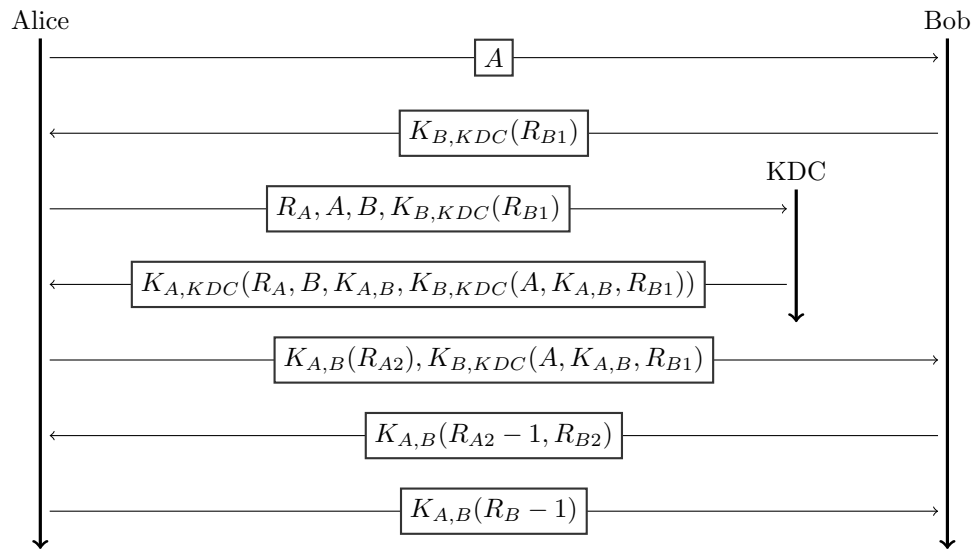 Alice Bob
A
K_{B,KDC}(R_{B1})
KDC
R_A, A, B, K_{B,KDC}(R_{B1})
K_{A,KDC}(R_A, B, K_{A,B}, K_{B,KDC}(A, K_{A,B}, R_{B1}))
K_{A,B}(R_{A2}), K_{B,KDC}(A, K_{A,B}, R_{B1})
K_{A,B}(R_{A2} − 1, R_{B2})
K_{A,B}(R_B − 1)